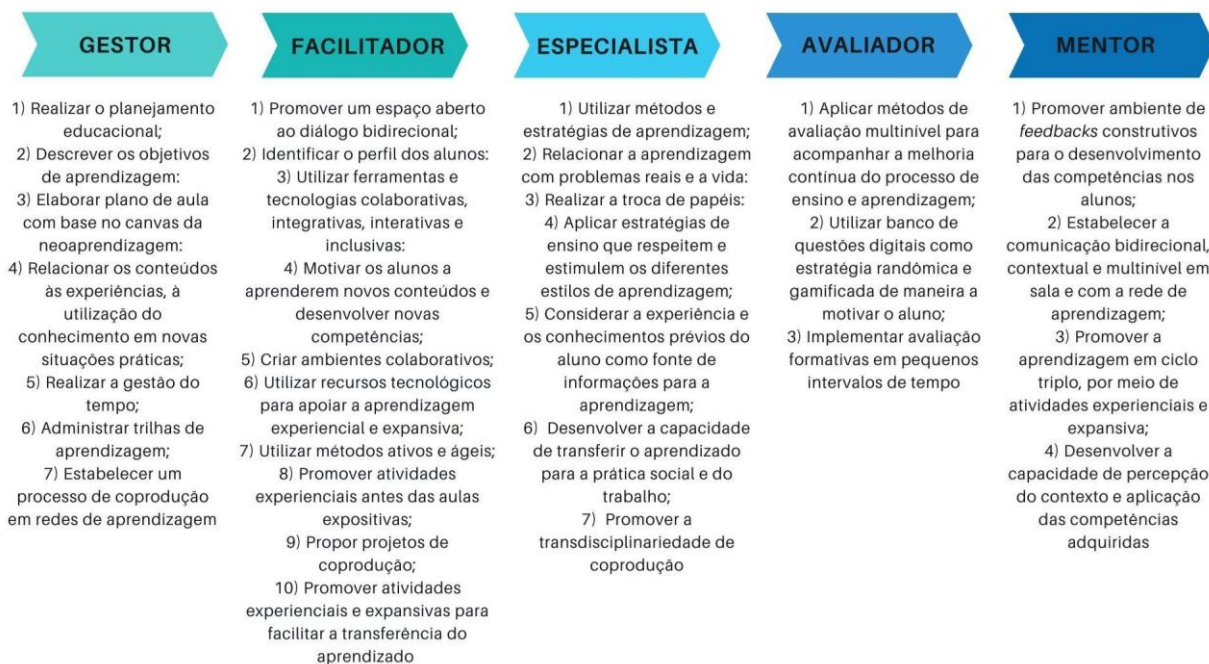 GESTOR
1) Realizar o planejamento
educacional;
2) Descrever os objetivos
de aprendizagem:
3) Elaborar plano de aula
com base no canvas da
neoaprendizagem:
4) Relacionar os conteúdos
às experiências, à
utilização do
conhecimento em novas
situações práticas;
5) Realizar a gestão do
tempo;
6) Administrar trilhas de
aprendizagem;
7) Estabelecer um
processo de coprodução
em redes de aprendizagem
FACILITADOR
1) Promover um espaço aberto
ao diálogo bidirecional;
2) Identificar o perfil dos alunos:
3) Utilizar ferramentas e
tecnologias colaborativas,
integrativas, interativas e
inclusivas:
4) Motivar os alunos a
aprenderem novos conteúdos e
desenvolver novas
competências;
5) Criar ambientes colaborativos;
6) Utilizar recursos tecnológicos
para apoiar a aprendizagem
experiencial e expansiva;
7) Utilizar métodos ativos e ágeis;
8) Promover atividades
experienciais antes das aulas
expositivas;
9) Propor projetos de
coprodução;
10) Promover atividades
experienciais e expansivas para
facilitar a transferência do
aprendizado
ESPECIALISTA
1) Utilizar métodos e
estratégias de aprendizagem;
2) Relacionar a aprendizagem
com problemas reais e a vida:
3) Realizar a troca de papéis:
4) Aplicar estratégias de
ensino que respeitem e
estimulem os diferentes
estilos de aprendizagem;
5) Considerar a experiência e
os conhecimentos prévios do
aluno como fonte de
informações para a
aprendizagem;
6) Desenvolver a capacidade
de transferir o aprendizado
para a prática social e do
trabalho;
7) Promover a
transdisciplinariedade de
coprodução
AVALIADOR
1) Aplicar métodos de
avaliação multinível para
acompanhar a melhoria
contínua do processo de
ensino e aprendizagem;
2) Utilizar banco de
questões digitais como
estratégia randômica e
gamificada de maneira a
motivar o aluno;
3) Implementar avaliação
formativas em pequenos
intervalos de tempo
MENTOR
1) Promover ambiente de
feedbacks construtivos
para o desenvolvimento
das competências nos
alunos;
2) Estabelecer a
comunicação bidirecional,
contextual e multinível em
sala e com a rede de
aprendizagem;
3) Promover a
aprendizagem em ciclo
triplo, por meio de
atividades experienciais e
expansiva;
4) Desenvolver a
capacidade de percepção
do contexto e aplicação
das competências
adquiridas